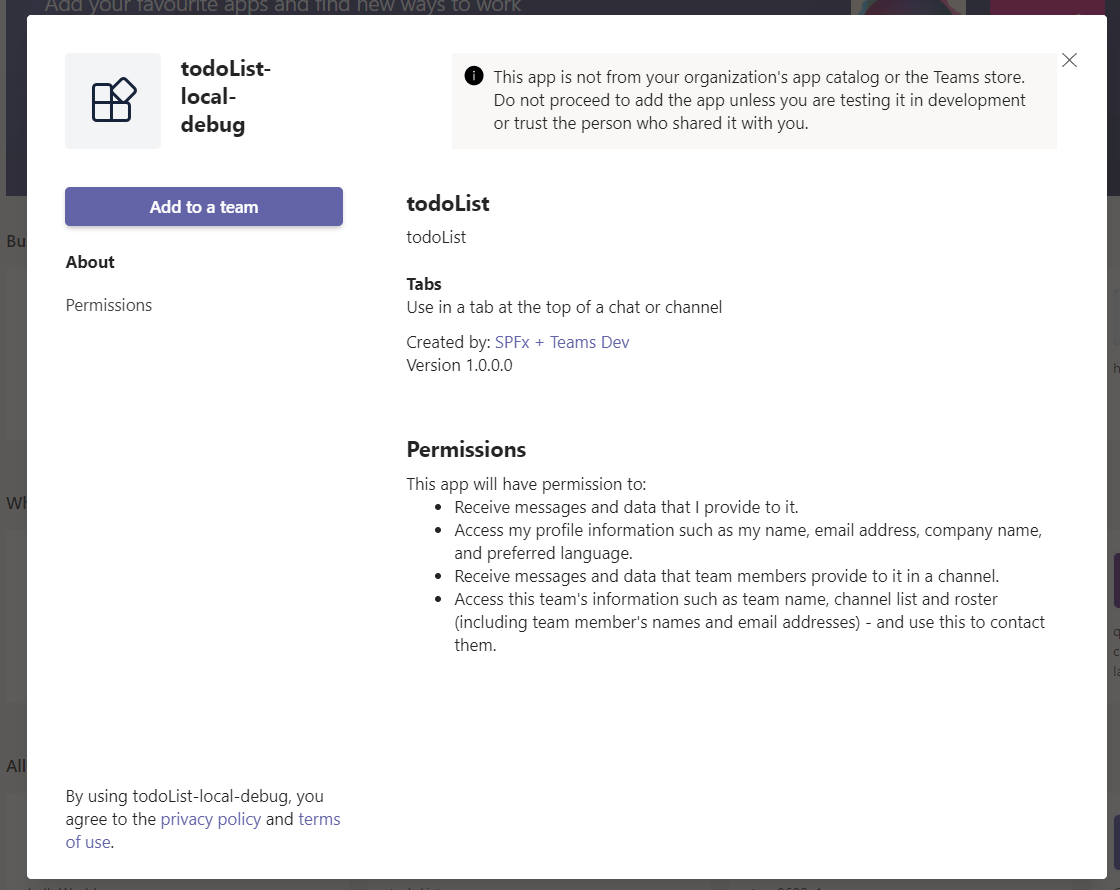 Add your favourite apps and find new ways to work
todoList-
local-
debug
This app is not from your organization's app catalog or the Teams store.
Do not proceed to add the app unless you are testing it in development
or trust the person who shared it with you.
Add to a team
About
Permissions
todoList
todoList
Tabs
Use in a tab at the top of a chat or channel
Created by: SPFx + Teams Dev
Version 1.0.0.0
Permissions
This app will have permission to:
• Receive messages and data that I provide to it.
• Access my profile information such as my name, email address, company name,
and preferred language.
• Receive messages and data that team members provide to it in a channel.
• Access this team's information such as team name, channel list and roster
(including team member's names and email addresses) - and use this to contact
them.
By using todoList-local-debug, you
agree to the privacy policy and terms
of use.
Bu
Wh
All